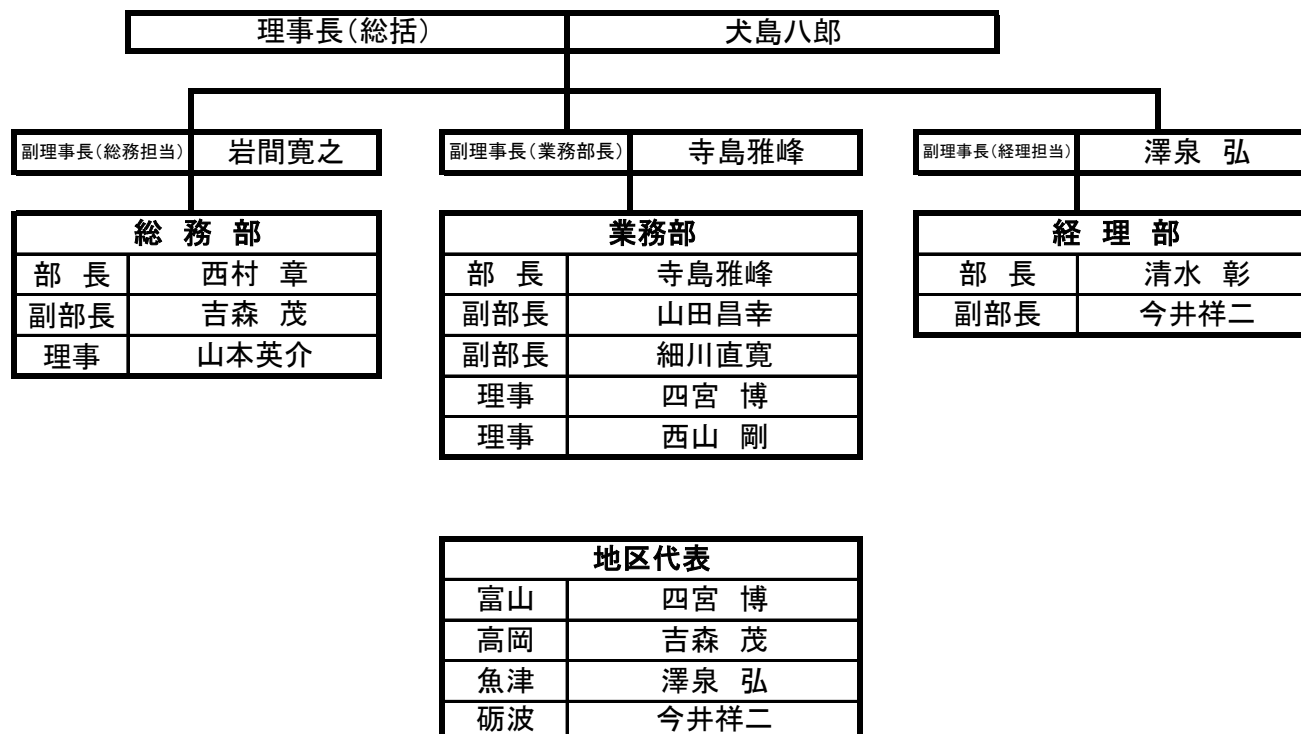 理事長（総括） 犬島八郎
副理事長（総務担当） 岩間寛之
副理事長（業務部長） 寺島雅峰
副理事長（経理担当） 澤泉　弘
総　務　部
部　長 西村　章
副部長 吉森　茂
理事 山本英介
業務部
部　長 寺島雅峰
副部長 山田昌幸
副部長 細川直寛
理事 四宮　博
理事 西山　剛
経　理　部
部　長 清水　彰
副部長 今井祥二
地区代表
富山 四宮　博
高岡 吉森　茂
魚津 澤泉　弘
砺波 今井祥二